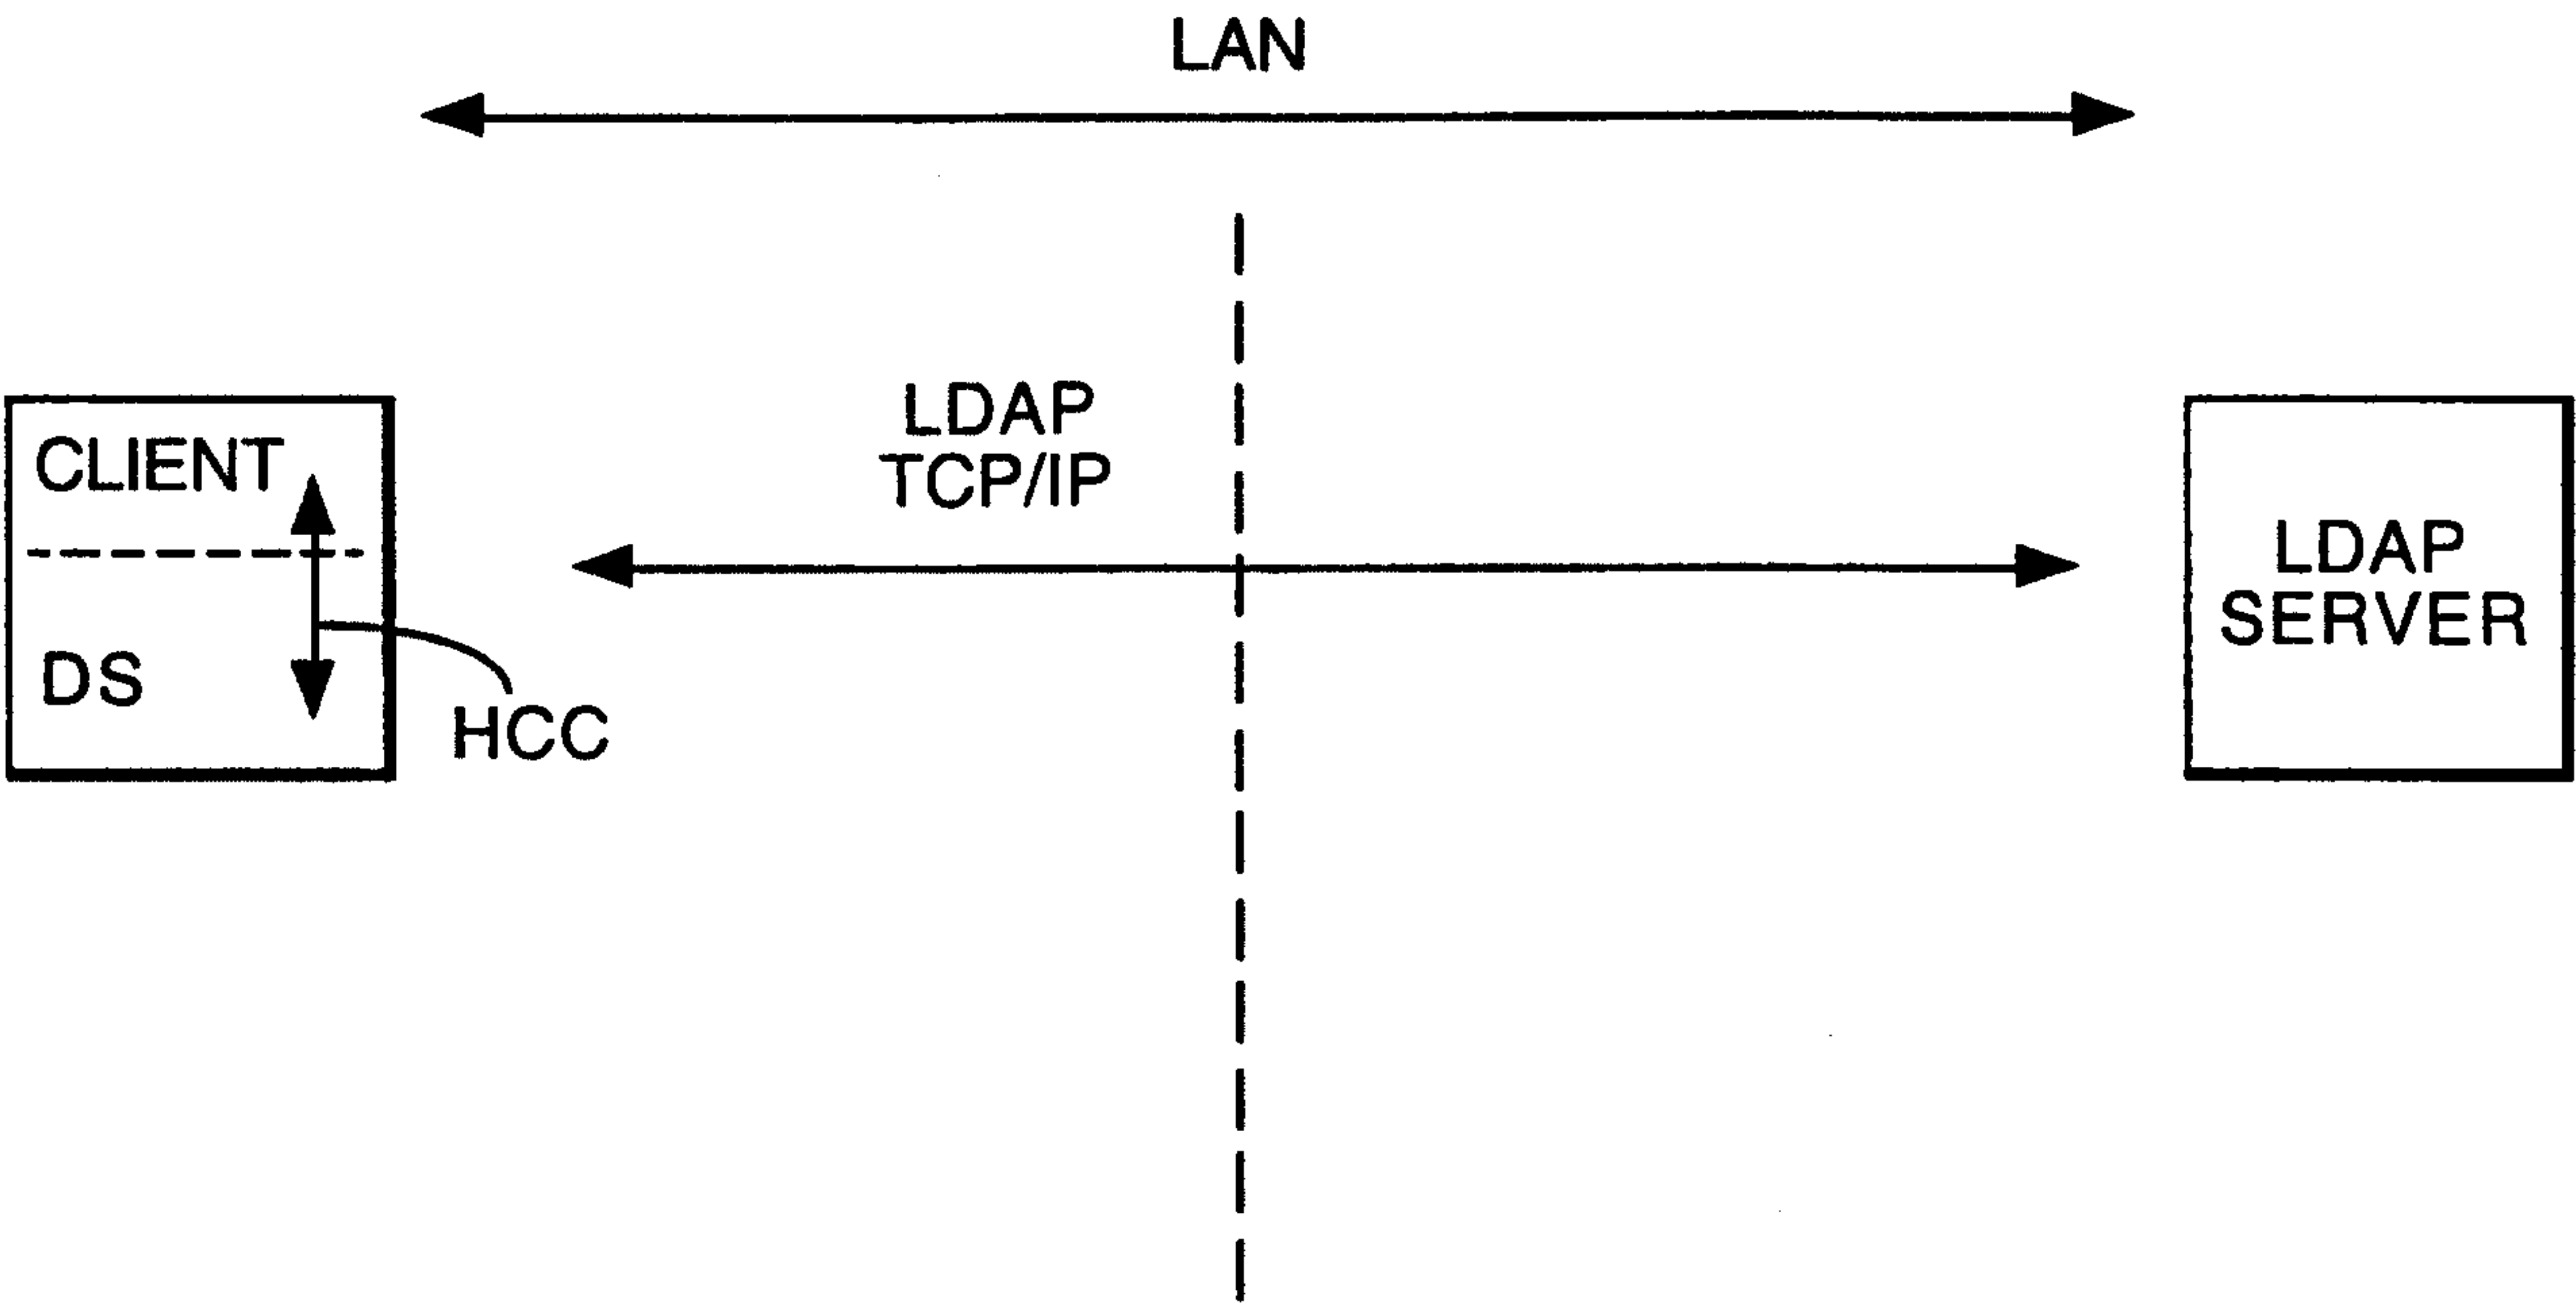 LAN
LDAP
TCP/IP
CLIENT
DS
HCC
LDAP
SERVER